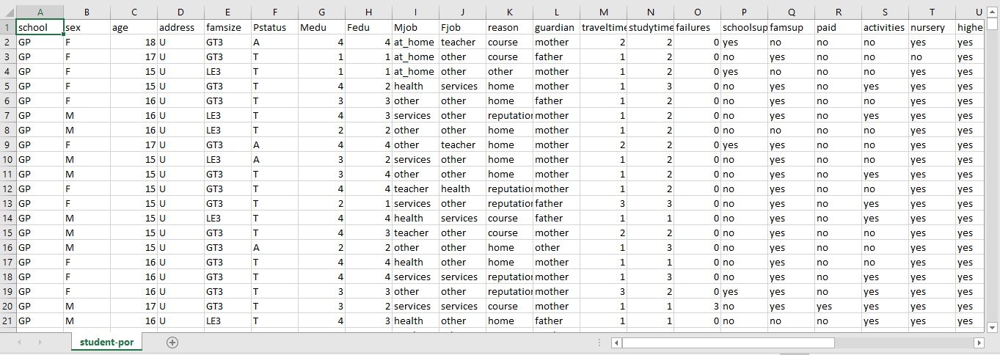 A B C D E F G H I J K L M N O P Q R S T U
1 school sex age address famsize Pstatus Medu Fedu Mjob Fjob reason guardian traveltime studytime failures schoolsup famsup paid activities nursery highe
2 GP F 18 U GT3 A 4 4 at_home teacher course mother 2 2 0 yes no no no yes yes
3 GP F 17 U GT3 T 1 1 at_home other course father 1 2 0 no yes no no no yes
4 GP F 15 U LE3 T 1 1 at_home other other mother 1 2 0 yes no no no yes yes
5 GP F 15 U GT3 T 4 2 health services home mother 1 3 0 no yes no yes yes yes
6 GP F 16 U GT3 T 3 3 other other home father 1 2 0 no yes no no yes yes
7 GP M 16 U LE3 T 4 3 services other reputation mother 1 2 0 no yes no yes yes yes
8 GP M 16 U LE3 T 2 2 other other home mother 1 2 0 no no no no yes yes
9 GP F 17 U GT3 A 4 4 other teacher home mother 2 2 0 yes yes no no yes yes
10 GP M 15 U LE3 A 3 2 services other home mother 1 2 0 no yes no no yes yes
11 GP M 15 U GT3 T 3 4 other other home mother 1 2 0 no yes no yes yes yes
12 GP F 15 U GT3 T 4 4 teacher health reputation mother 1 2 0 no yes no no yes yes
13 GP F 15 U GT3 T 2 1 services other reputation father 3 3 0 no yes no yes yes yes
14 GP M 15 U LE3 T 4 4 health services course father 1 1 0 no yes no yes yes yes
15 GP M 15 U GT3 T 4 3 teacher other course mother 2 2 0 no yes no no yes yes
16 GP M 15 U GT3 A 2 2 other other home other 1 3 0 no yes no no yes yes
17 GP F 16 U GT3 T 4 4 health other home mother 1 1 0 no yes no no yes yes
18 GP F 16 U GT3 T 4 4 services services reputation mother 1 3 0 no yes no yes yes yes
19 GP F 16 U GT3 T 3 3 other other reputation mother 3 2 0 yes yes no yes yes yes
20 GP M 17 U GT3 T 3 2 services services course mother 1 1 3 no yes yes yes yes yes
21 GP M 16 U LE3 T 4 3 health other home father 1 1 0 no no no yes yes yes
student-por